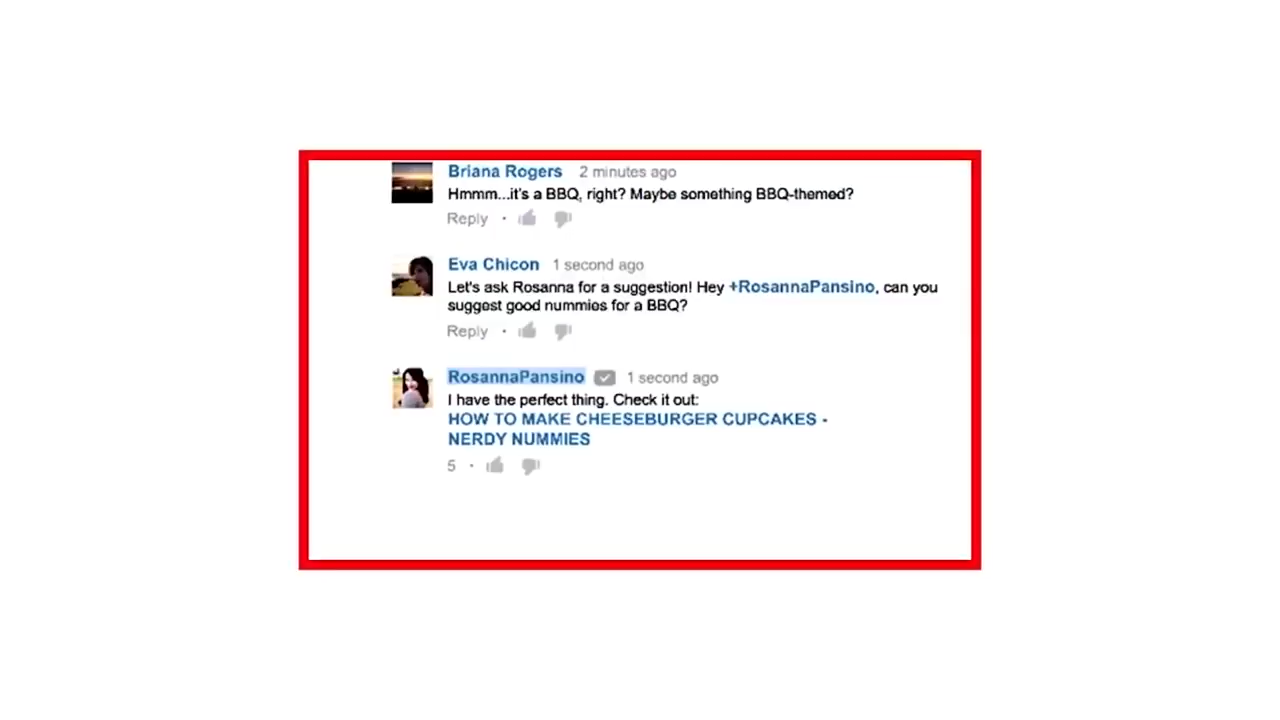 Briana Rogers 2 minutes ago
Hmmm...it's a BBQ, right? Maybe something BBQ-themed?
Reply ·
Eva Chicon 1 second ago
Let's ask Rosanna for a suggestion! Hey +RosannaPansino, can you
suggest good nummies for a BBQ?
Reply ·
RosannaPansino 1 second ago
I have the perfect thing. Check it out:
HOW TO MAKE CHEESEBURGER CUPCAKES -
NERDY NUMMIES
5 ·